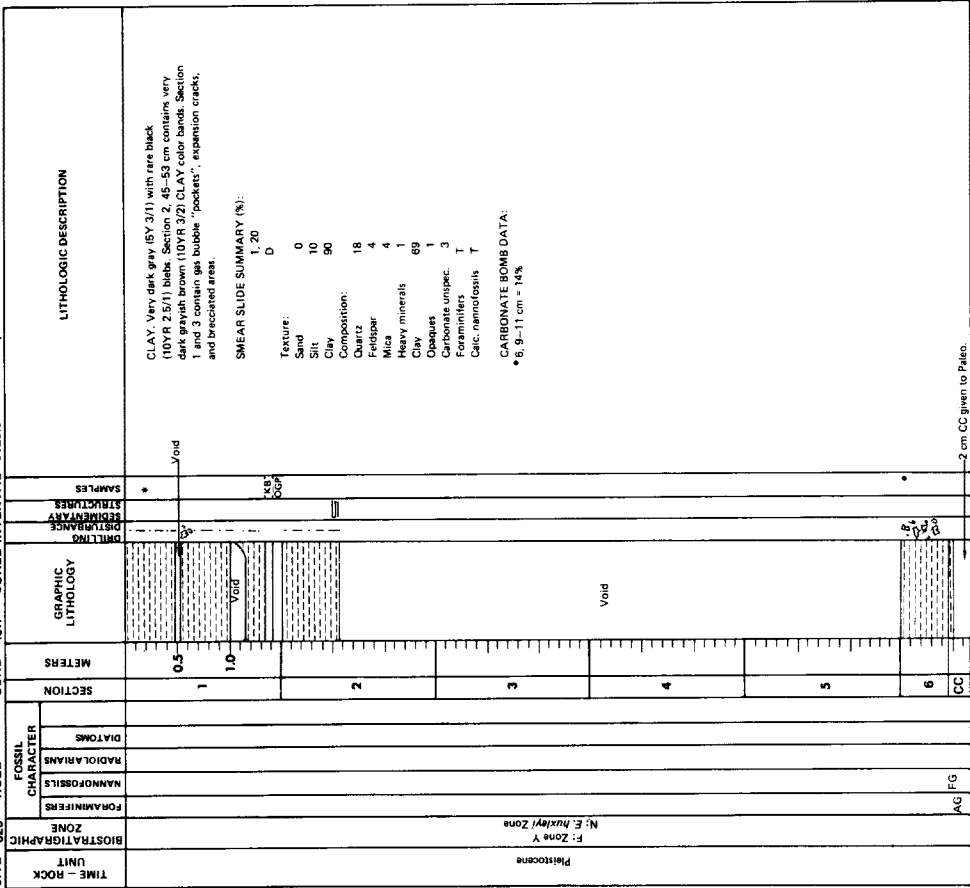 TIME – ROCK
UNIT
BIOSTRATIGRAPHIC
ZONE
FOSSIL
CHARACTER
FORAMINIFERS
NANNOFOSSILS
RADIOLARIANS
DIATOMS
SECTION
METERS
GRAPHIC
LITHOLOGY
DRILLING
DISTURBANCE
SEDIMENTARY
STRUCTURES
SAMPLES
LITHOLOGIC DESCRIPTION
Pleistocene
F: Zone Y
N: E. huxleyi Zone
AG
FG
1
2
3
4
5
6
CC
0.5
1.0
Void
Void
Void
*
"KB"
OGP
*
CLAY. Very dark gray (5Y 3/1) with rare black
(10YR 2.5/1) blebs. Section 2, 45–53 cm contains very
dark grayish brown (10YR 3/2) CLAY color bands. Section
1 and 3 contain gas bubble "pockets", expansion cracks,
and brecciated areas.
SMEAR SLIDE SUMMARY (%):
1, 20
D
Texture:
Sand 0
Silt 10
Clay 90
Composition:
Quartz 18
Feldspar 4
Mica 4
Heavy minerals 1
Clay 69
Opaques 1
Carbonate unspec. 3
Foraminifers T
Calc. nannofossils T
CARBONATE BOMB DATA:
* 6, 9–11 cm = 14%
2 cm CC given to Paleo.